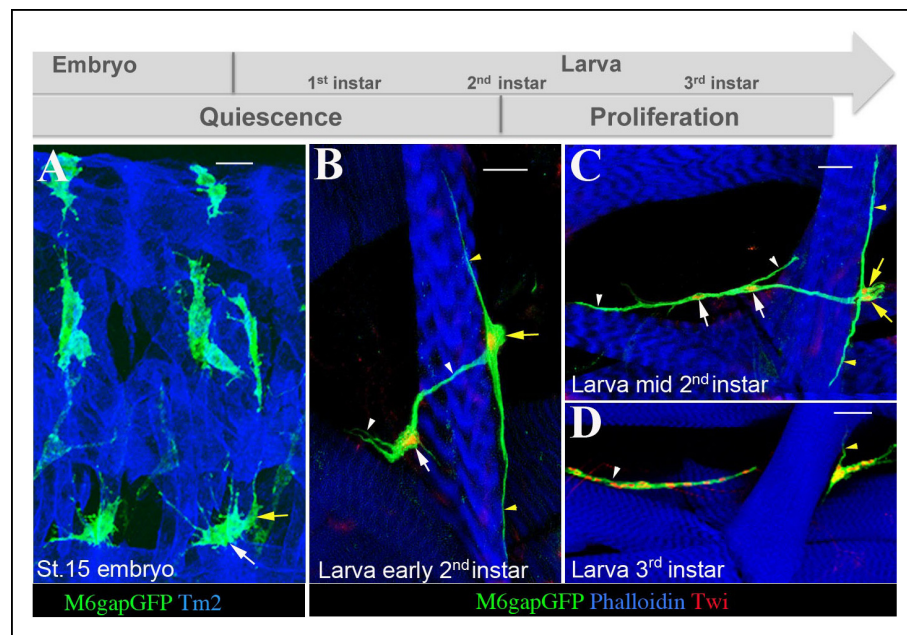 Embryo Larva
1st instar 2nd instar 3rd instar
Quiescence Proliferation
A
St.15 embryo
M6gapGFP Tm2
B
Larva early 2nd instar
C
Larva mid 2nd instar
D
Larva 3rd instar
M6gapGFP Phalloidin Twi